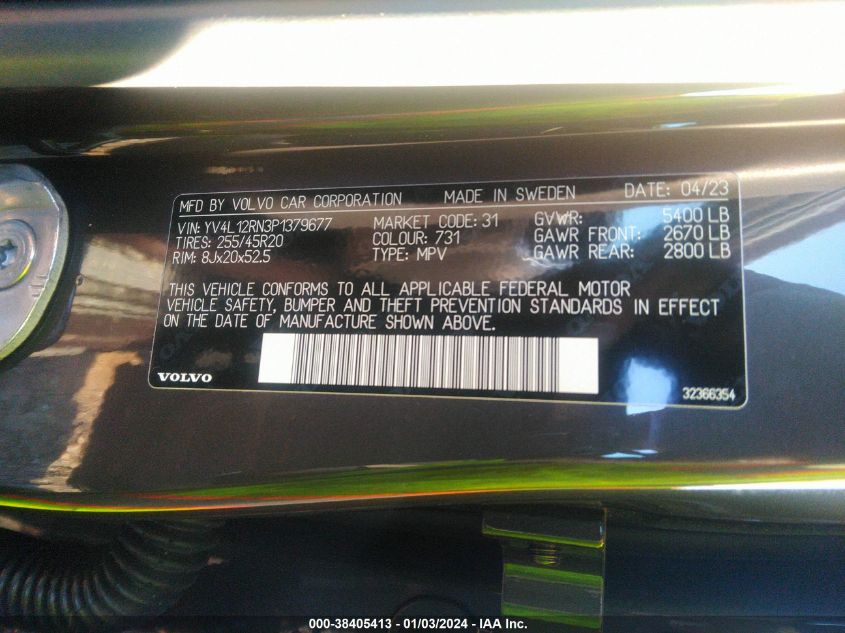 MFD BY VOLVO CAR CORPORATION MADE IN SWEDEN DATE: 04/23
VIN: YV4L12RN3P1379677 MARKET CODE: 31 GVWR: 5400 LB
TIRES: 255/45R20 COLOUR: 731 GAWR FRONT: 2670 LB
RIM: 8Jx20x52.5 TYPE: MPV GAWR REAR: 2800 LB
THIS VEHICLE CONFORMS TO ALL APPLICABLE FEDERAL MOTOR
VEHICLE SAFETY, BUMPER AND THEFT PREVENTION STANDARDS IN EFFECT
ON THE DATE OF MANUFACTURE SHOWN ABOVE.
VOLVO 32366354
000-38405413 - 01/03/2024 - IAA Inc.